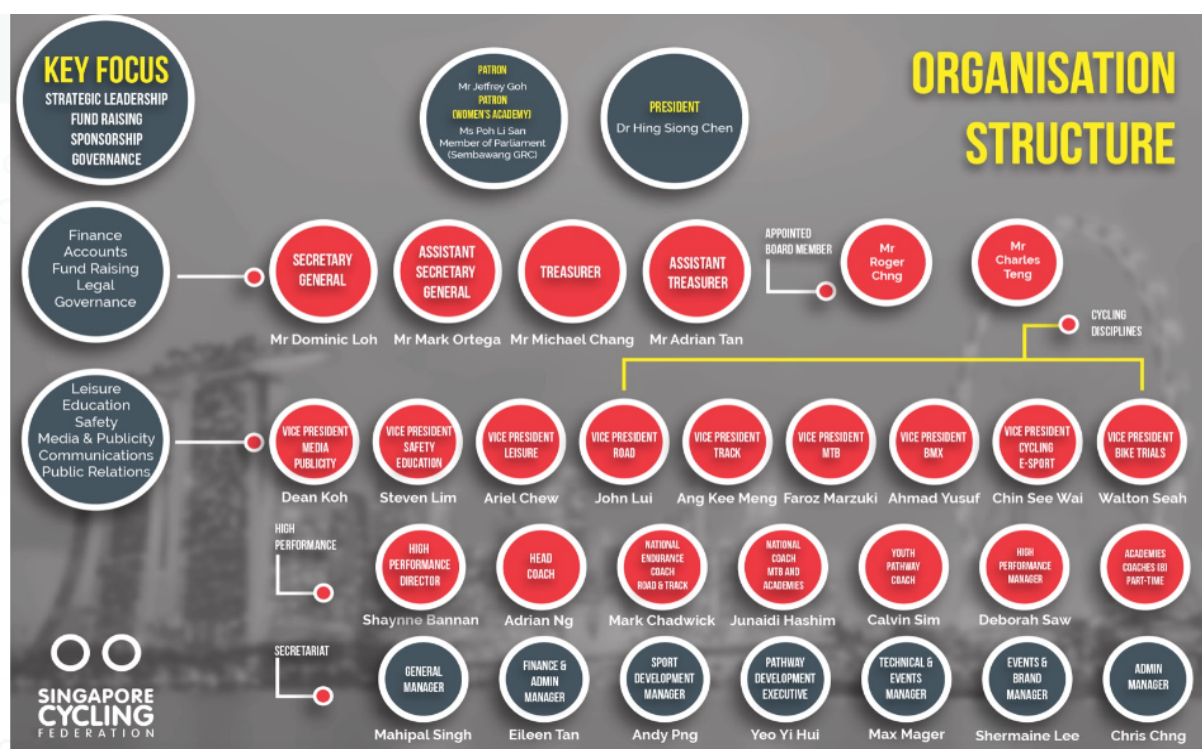 KEY FOCUS
STRATEGIC LEADERSHIP
FUND RAISING
SPONSORSHIP
GOVERNANCE
PATRON
Mr Jeffrey Goh
PATRON
(WOMEN'S ACADEMY)
Ms Poh Li San
Member of Parliament
(Sembawang GRC)
PRESIDENT
Dr Hing Siong Chen
ORGANISATION
STRUCTURE
Finance
Accounts
Fund Raising
Legal
Governance
SECRETARY
GENERAL
Mr Dominic Loh
ASSISTANT
SECRETARY
GENERAL
Mr Mark Ortega
TREASURER
Mr Michael Chang
ASSISTANT
TREASURER
Mr Adrian Tan
APPOINTED
BOARD MEMBER
Mr
Roger
Chng
Mr
Charles
Teng
CYCLING
DISCIPLINES
Leisure
Education
Safety
Media & Publicity
Communications
Public Relations
VICE PRESIDENT
MEDIA
PUBLICITY
Dean Koh
VICE PRESIDENT
SAFETY
EDUCATION
Steven Lim
VICE PRESIDENT
LEISURE
Ariel Chew
VICE PRESIDENT
ROAD
John Lui
VICE PRESIDENT
TRACK
Ang Kee Meng
VICE PRESIDENT
MTB
Faroz Marzuki
VICE PRESIDENT
BMX
Ahmad Yusuf
VICE PRESIDENT
CYCLING
E-SPORT
Chin See Wai
VICE PRESIDENT
BIKE TRIALS
Walton Seah
HIGH
PERFORMANCE
HIGH
PERFORMANCE
DIRECTOR
Shaynne Bannan
HEAD
COACH
Adrian Ng
NATIONAL
ENDURANCE
COACH
ROAD & TRACK
Mark Chadwick
NATIONAL
COACH
MTB AND
ACADEMIES
Junaidi Hashim
YOUTH
PATHWAY
COACH
Calvin Sim
HIGH
PERFORMANCE
MANAGER
Deborah Saw
ACADEMIES
COACHES (8)
PART-TIME
SECRETARIAT
GENERAL
MANAGER
Mahipal Singh
FINANCE &
ADMIN
MANAGER
Eileen Tan
SPORT
DEVELOPMENT
MANAGER
Andy Png
PATHWAY
DEVELOPMENT
EXECUTIVE
Yeo Yi Hui
TECHNICAL &
EVENTS
MANAGER
Max Mager
EVENTS &
BRAND
MANAGER
Shermaine Lee
ADMIN
MANAGER
Chris Chng
SINGAPORE
CYCLING
FEDERATION